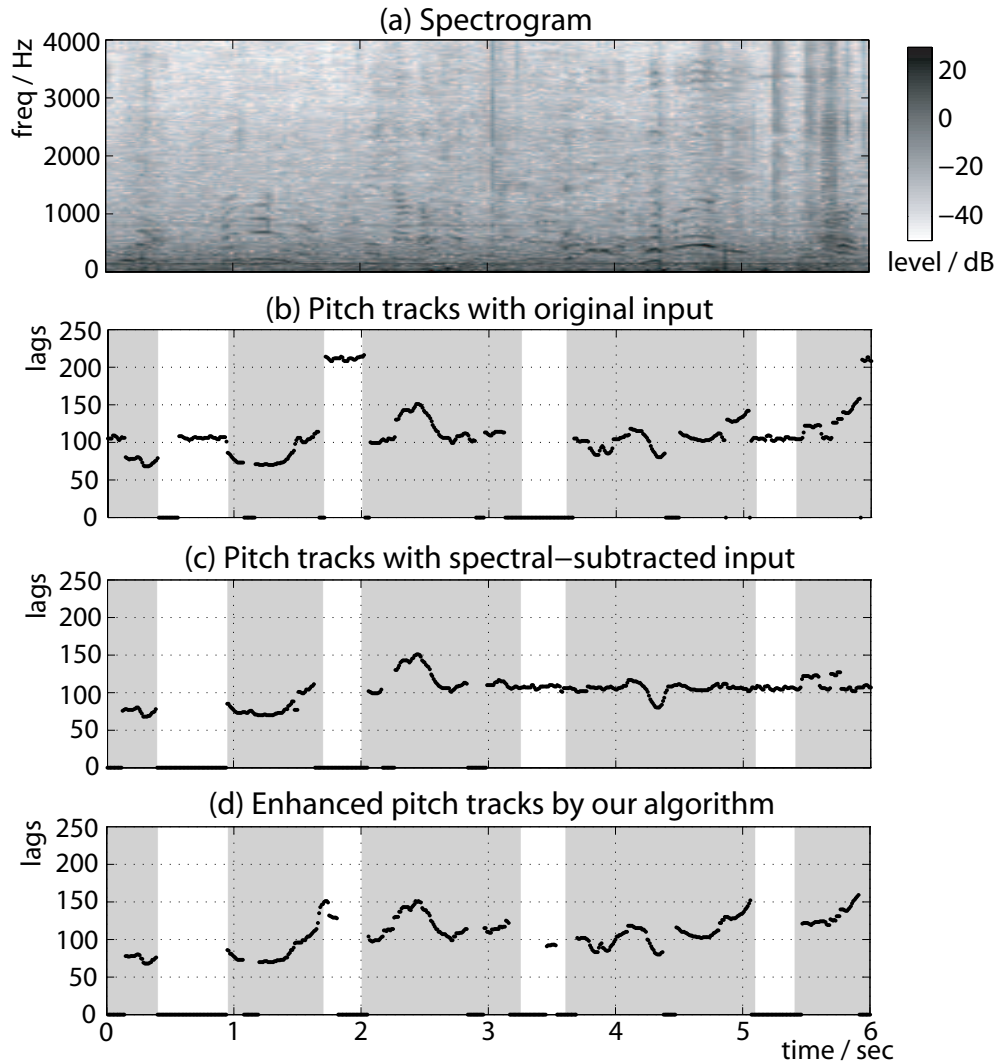 (a) Spectrogram
freq / Hz
4000
3000
2000
1000
0
20
0
−20
−40
level / dB
(b) Pitch tracks with original input
lags
250
200
150
100
50
0
(c) Pitch tracks with spectral−subtracted input
lags
250
200
150
100
50
0
(d) Enhanced pitch tracks by our algorithm
lags
250
200
150
100
50
0
0 1 2 3 4 5 6
time / sec